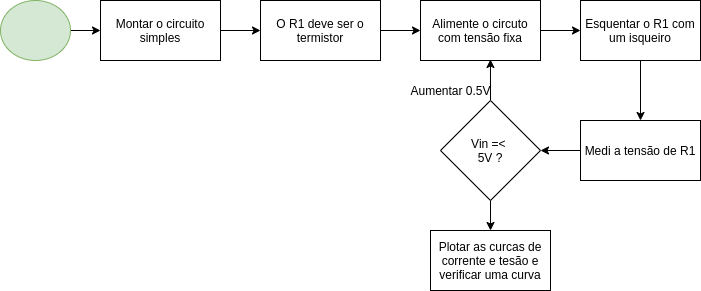 Montar o circuito
simples
O R1 deve ser o
termistor
Alimente o circuto
com tensão fixa
Esquentar o R1 com
um isqueiro
Aumentar 0.5V
Vin =<
5V ?
Medi a tensão de R1
Plotar as curcas de
corrente e tesão e
verificar uma curva